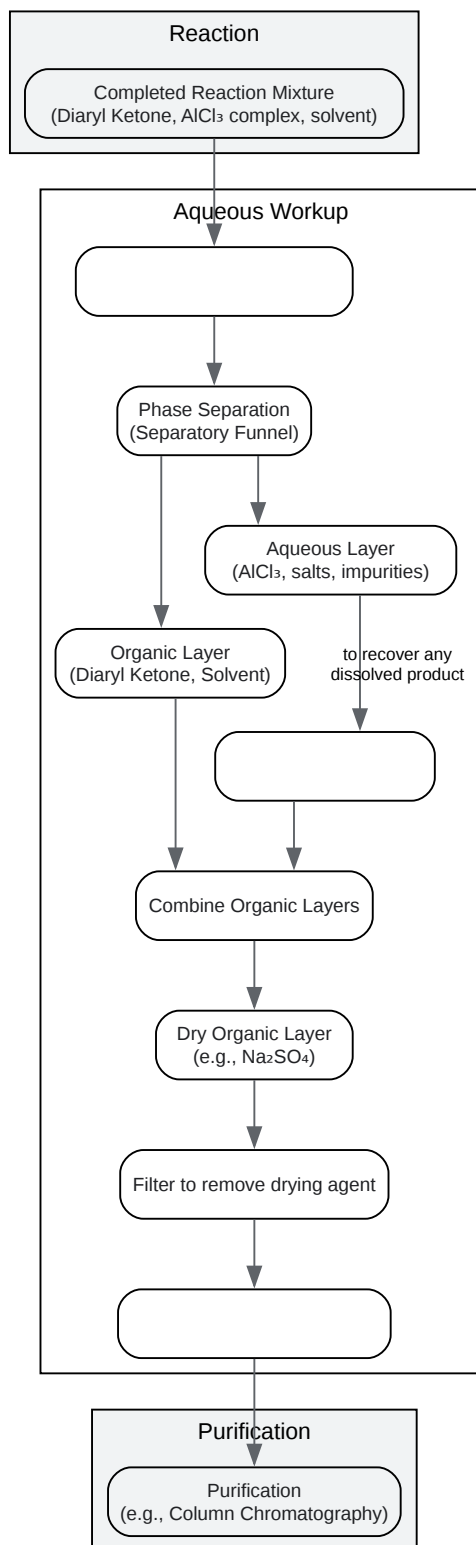 Reaction
Completed Reaction Mixture
(Diaryl Ketone, AlCl₃ complex, solvent)
Aqueous Workup
Phase Separation
(Separatory Funnel)
Aqueous Layer
(AlCl₃, salts, impurities)
Organic Layer
(Diaryl Ketone, Solvent)
to recover any
dissolved product
Combine Organic Layers
Dry Organic Layer
(e.g., Na₂SO₄)
Filter to remove drying agent
Purification
Purification
(e.g., Column Chromatography)